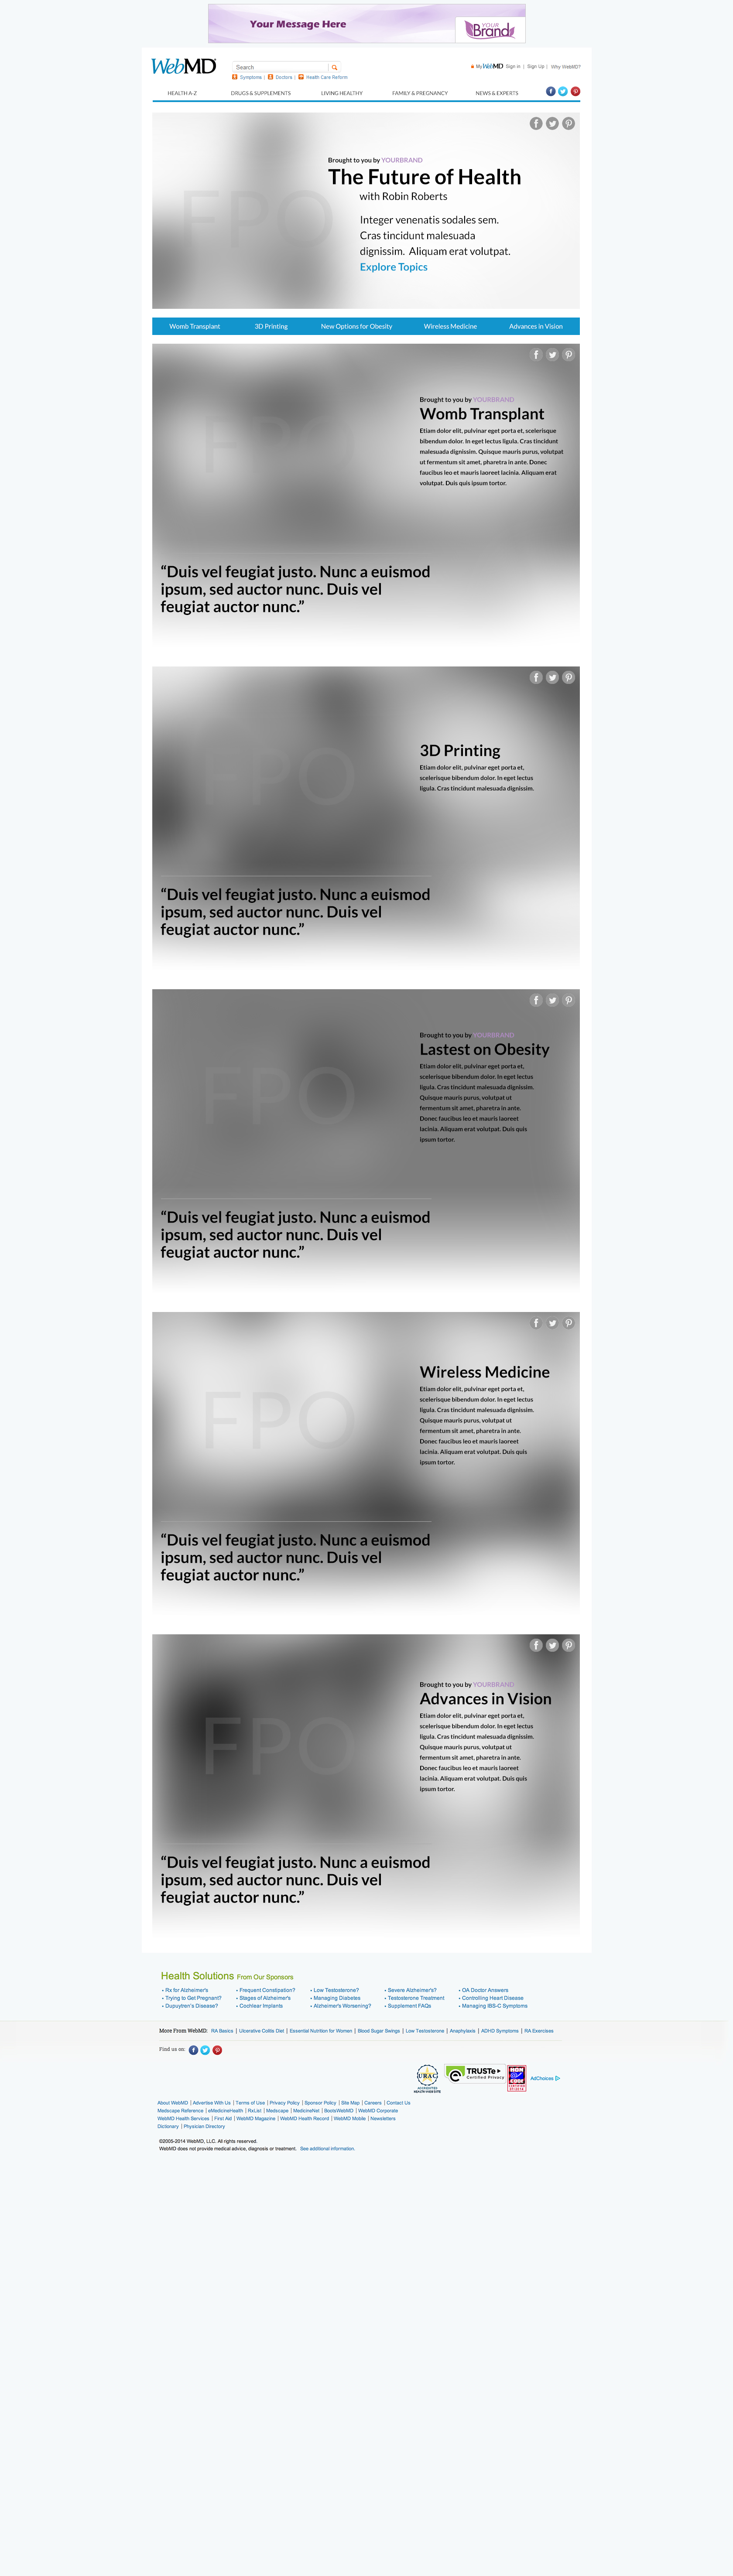 Your Message Here
YOUR
Brand
WebMD
Search
My WebMD Sign in | Sign Up | Why WebMD?
Symptoms | Doctors | Health Care Reform
HEALTH A-Z DRUGS & SUPPLEMENTS LIVING HEALTHY FAMILY & PREGNANCY NEWS & EXPERTS
FPO
Brought to you by YOURBRAND
The Future of Health
with Robin Roberts
Integer venenatis sodales sem.
Cras tincidunt malesuada
dignissim. Aliquam erat volutpat.
Explore Topics
Womb Transplant 3D Printing New Options for Obesity Wireless Medicine Advances in Vision
FPO
Brought to you by YOURBRAND
Womb Transplant
Etiam dolor elit, pulvinar eget porta et, scelerisque
bibendum dolor. In eget lectus ligula. Cras tincidunt
malesuada dignissim. Quisque mauris purus, volutpat
ut fermentum sit amet, pharetra in ante. Donec
faucibus leo et mauris laoreet lacinia. Aliquam erat
volutpat. Duis quis ipsum tortor.
“Duis vel feugiat justo. Nunc a euismod
ipsum, sed auctor nunc. Duis vel
feugiat auctor nunc.”
FPO
3D Printing
Etiam dolor elit, pulvinar eget porta et,
scelerisque bibendum dolor. In eget lectus
ligula. Cras tincidunt malesuada dignissim.
“Duis vel feugiat justo. Nunc a euismod
ipsum, sed auctor nunc. Duis vel
feugiat auctor nunc.”
FPO
Brought to you by YOURBRAND
Lastest on Obesity
Etiam dolor elit, pulvinar eget porta et,
scelerisque bibendum dolor. In eget lectus
ligula. Cras tincidunt malesuada dignissim.
Quisque mauris purus, volutpat ut
fermentum sit amet, pharetra in ante.
Donec faucibus leo et mauris laoreet
lacinia. Aliquam erat volutpat. Duis quis
ipsum tortor.
“Duis vel feugiat justo. Nunc a euismod
ipsum, sed auctor nunc. Duis vel
feugiat auctor nunc.”
FPO
Wireless Medicine
Etiam dolor elit, pulvinar eget porta et,
scelerisque bibendum dolor. In eget lectus
ligula. Cras tincidunt malesuada dignissim.
Quisque mauris purus, volutpat ut
fermentum sit amet, pharetra in ante.
Donec faucibus leo et mauris laoreet
lacinia. Aliquam erat volutpat. Duis quis
ipsum tortor.
“Duis vel feugiat justo. Nunc a euismod
ipsum, sed auctor nunc. Duis vel
feugiat auctor nunc.”
FPO
Brought to you by YOURBRAND
Advances in Vision
Etiam dolor elit, pulvinar eget porta et,
scelerisque bibendum dolor. In eget lectus
ligula. Cras tincidunt malesuada dignissim.
Quisque mauris purus, volutpat ut
fermentum sit amet, pharetra in ante.
Donec faucibus leo et mauris laoreet
lacinia. Aliquam erat volutpat. Duis quis
ipsum tortor.
“Duis vel feugiat justo. Nunc a euismod
ipsum, sed auctor nunc. Duis vel
feugiat auctor nunc.”
Health Solutions From Our Sponsors
• Rx for Alzheimer's • Frequent Constipation? • Low Testosterone? • Severe Alzheimer's? • OA Doctor Answers
• Trying to Get Pregnant? • Stages of Alzheimer's • Managing Diabetes • Testosterone Treatment • Controlling Heart Disease
• Dupuytren's Disease? • Cochlear Implants • Alzheimer's Worsening? • Supplement FAQs • Managing IBS-C Symptoms
More From WebMD: RA Basics | Ulcerative Colitis Diet | Essential Nutrition for Women | Blood Sugar Swings | Low Testosterone | Anaphylaxis | ADHD Symptoms | RA Exercises
Find us on:
URAC
ACCREDITED
HEALTH WEB SITE
TRUSTe
Certified Privacy
HON
CODE
AdChoices
About WebMD | Advertise With Us | Terms of Use | Privacy Policy | Sponsor Policy | Site Map | Careers | Contact Us
Medscape Reference | eMedicineHealth | RxList | Medscape | MedicineNet | BootsWebMD | WebMD Corporate
WebMD Health Services | First Aid | WebMD Magazine | WebMD Health Record | WebMD Mobile | Newsletters
Dictionary | Physician Directory
©2005-2014 WebMD, LLC. All rights reserved.
WebMD does not provide medical advice, diagnosis or treatment. See additional information.